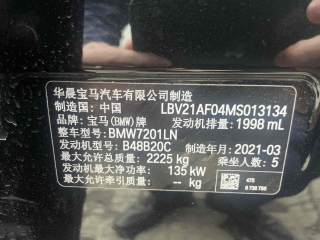 华晨宝马汽车有限公司制造
制造国：中国 LBV21AF04MS013134
品牌：宝马(BMW)牌 发动机排量：1998 mL
整车型号：BMW7201LN
发动机型号：B48B20C 制造年月：2021-03
最大允许总质量：2225 kg 乘坐人数：5
发动机最大净功率：135 kW
最大允许牵引质量：-- kg
475